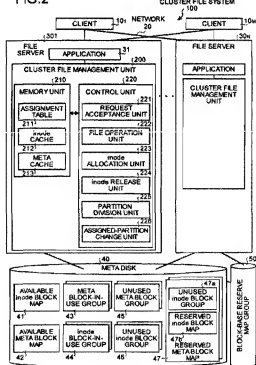 FIG.2
CLUSTER FILE SYSTEM
100
CLIENT 10₁
NETWORK
20
CLIENT 10M
30₁
30N
FILE SERVER
APPLICATION
31
200
CLUSTER FILE MANAGEMENT UNIT
210
220
MEMORY UNIT
ASSIGNMENT TABLE
211
inode CACHE
212
META CACHE
213
CONTROL UNIT
221
REQUEST ACCEPTANCE UNIT
222
FILE OPERATION UNIT
223
inode ALLOCATION UNIT
224
inode RELEASE UNIT
225
PARTITION DIVISION UNIT
226
ASSIGNED-PARTITION CHANGE UNIT
FILE SERVER
APPLICATION
CLUSTER FILE MANAGEMENT UNIT
40
50
META DISK
AVAILABLE inode BLOCK MAP
41
META BLOCK-IN-USE GROUP
43
UNUSED META BLOCK GROUP
45
47a
UNUSED inode BLOCK GROUP
RESERVED inode BLOCK MAP
47b
AVAILABLE META BLOCK MAP
42
inode BLOCK-IN-USE GROUP
44
UNUSED inode BLOCK GROUP
46
RESERVED META BLOCK MAP
47
BLOCK-BASE RESERVE MAP GROUP